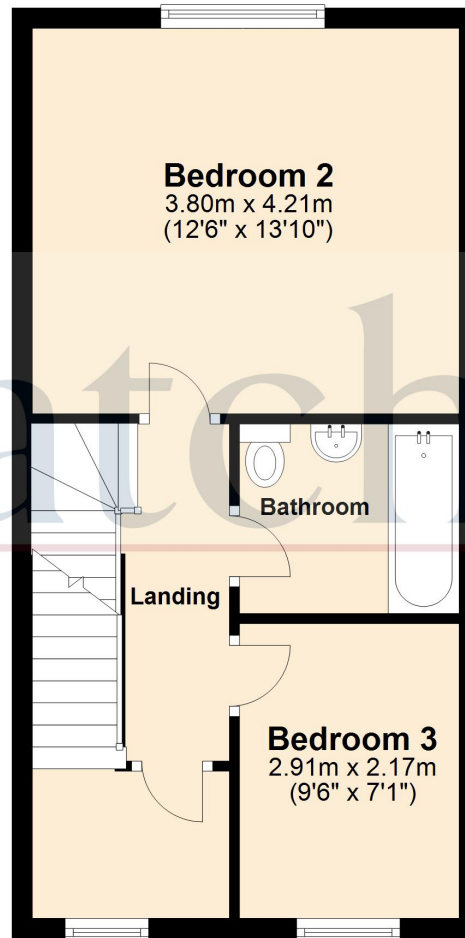 Bedroom 2
3.80m x 4.21m
(12'6" x 13'10")
atch
Bathroom
Landing
Bedroom 3
2.91m x 2.17m
(9'6" x 7'1")